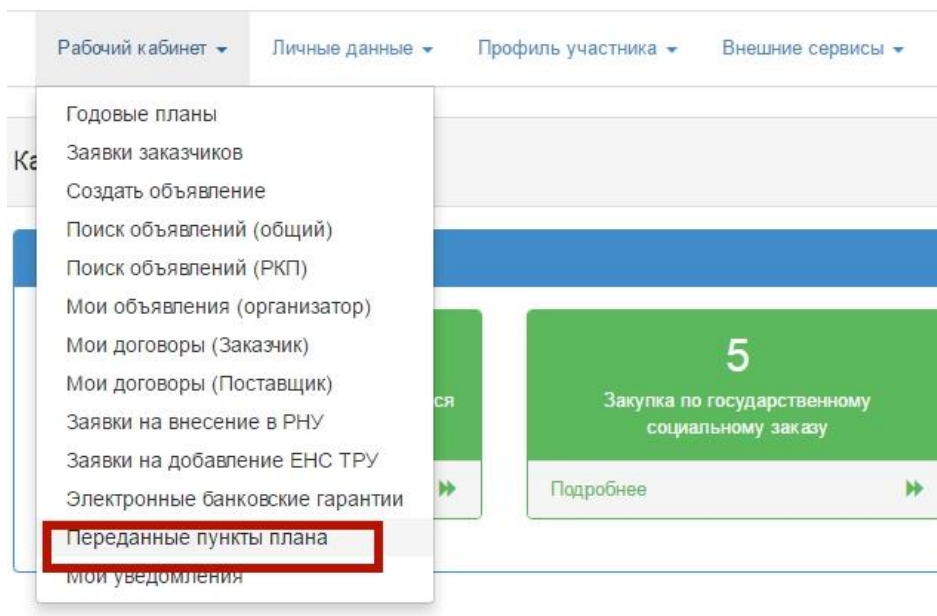 Рабочий кабинет Личные данные Профиль участника Внешние сервисы
Годовые планы
Заявки заказчиков
Создать объявление
Поиск объявлений (общий)
Поиск объявлений (РКП)
Мои объявления (организатор)
Мои договоры (Заказчик)
Мои договоры (Поставщик)
Заявки на внесение в РНУ
Заявки на добавление ЕНС ТРУ
Электронные банковские гарантии
Переданные пункты плана
Мои уведомления
5
Закупка по государственному
социальному заказу
Подробнее